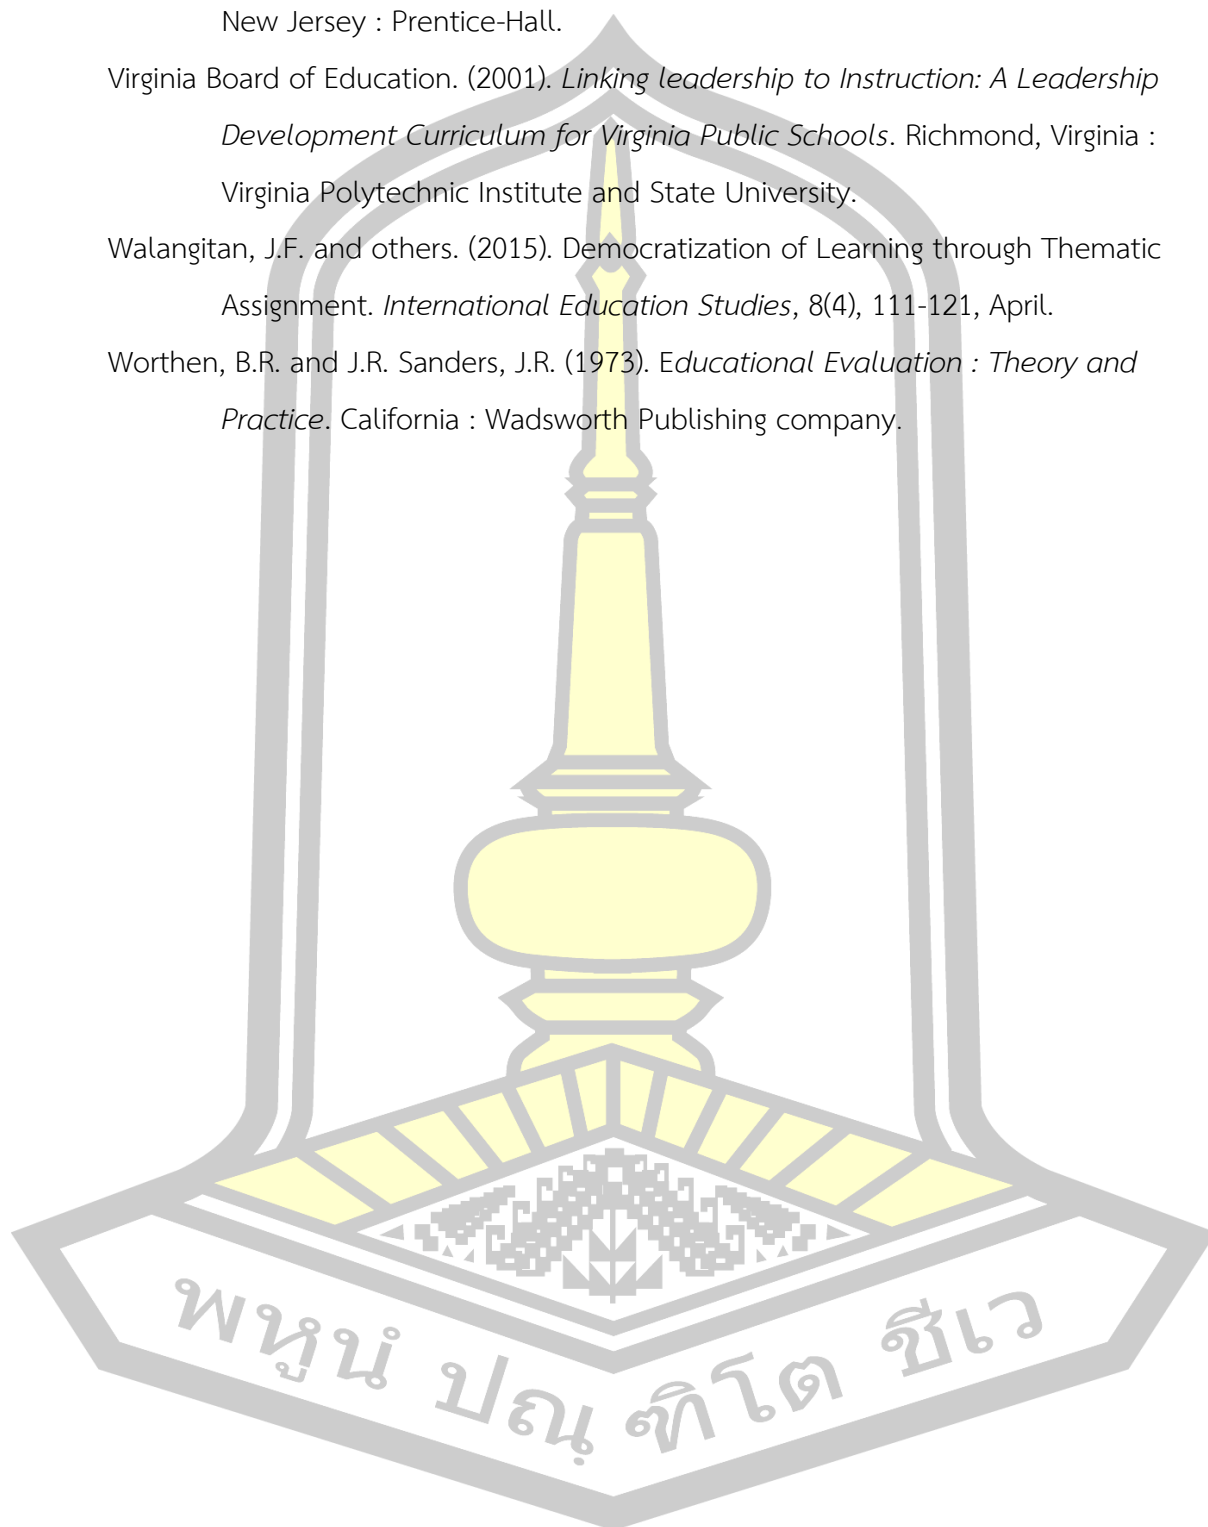 New Jersey : Prentice-Hall.
Virginia Board of Education. (2001). Linking leadership to Instruction: A Leadership
Development Curriculum for Virginia Public Schools. Richmond, Virginia :
Virginia Polytechnic Institute and State University.
Walangitan, J.F. and others. (2015). Democratization of Learning through Thematic
Assignment. International Education Studies, 8(4), 111-121, April.
Worthen, B.R. and J.R. Sanders, J.R. (1973). Educational Evaluation : Theory and
Practice. California : Wadsworth Publishing company.
พหูนํ ปณฺ ฑิโต ชีเว